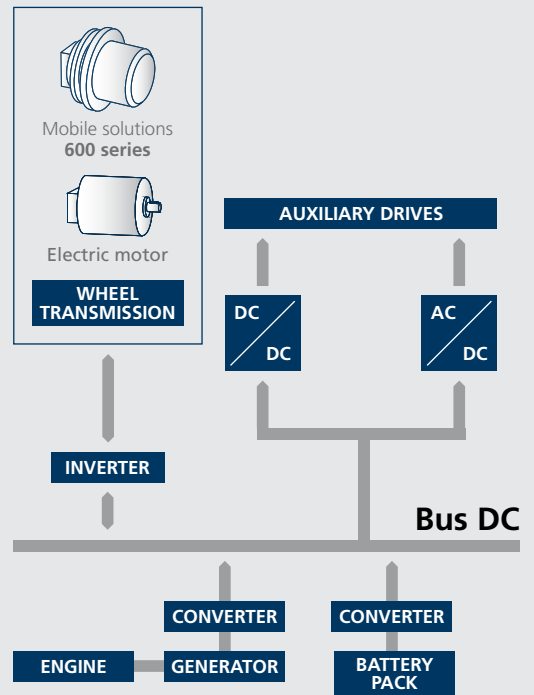 Mobile solutions
600 series
Electric motor
WHEEL
TRANSMISSION
AUXILIARY DRIVES
DC
DC
AC
DC
INVERTER
Bus DC
CONVERTER
CONVERTER
ENGINE
GENERATOR
BATTERY
PACK